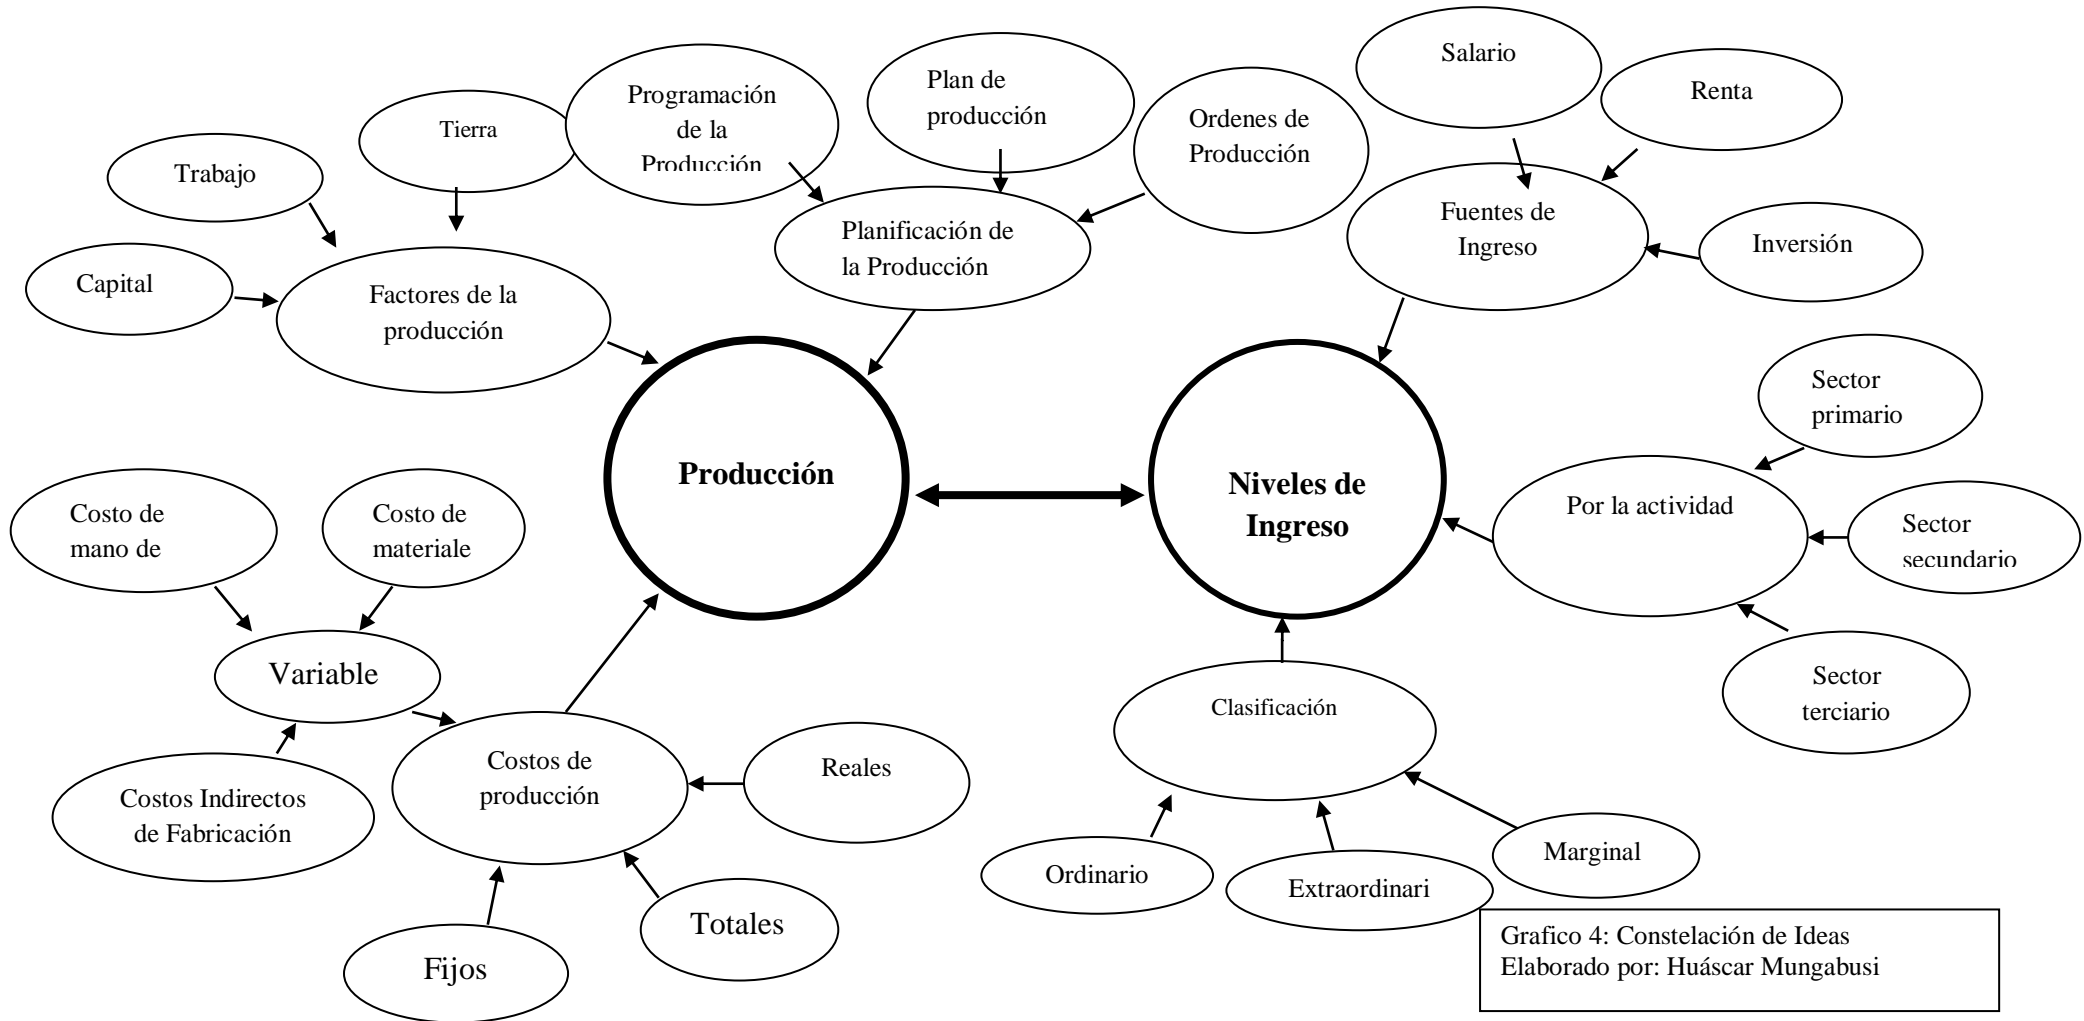 Salario
Renta
Plan de
producción
Programación
de la
Producción
Ordenes de
Producción
Tierra
Trabajo
Capital
Factores de la
producción
Planificación de
la Producción
Fuentes de
Ingreso
Inversión
Sector
primario
Producción
Niveles de
Ingreso
Por la actividad
Sector
secundario
Sector
terciario
Costo de
mano de
Costo de
materiale
Variable
Costos Indirectos
de Fabricación
Costos de
producción
Reales
Totales
Fijos
Clasificación
Ordinario
Extraordinari
Marginal
Grafico 4: Constelación de Ideas
Elaborado por: Huáscar Mungabusi